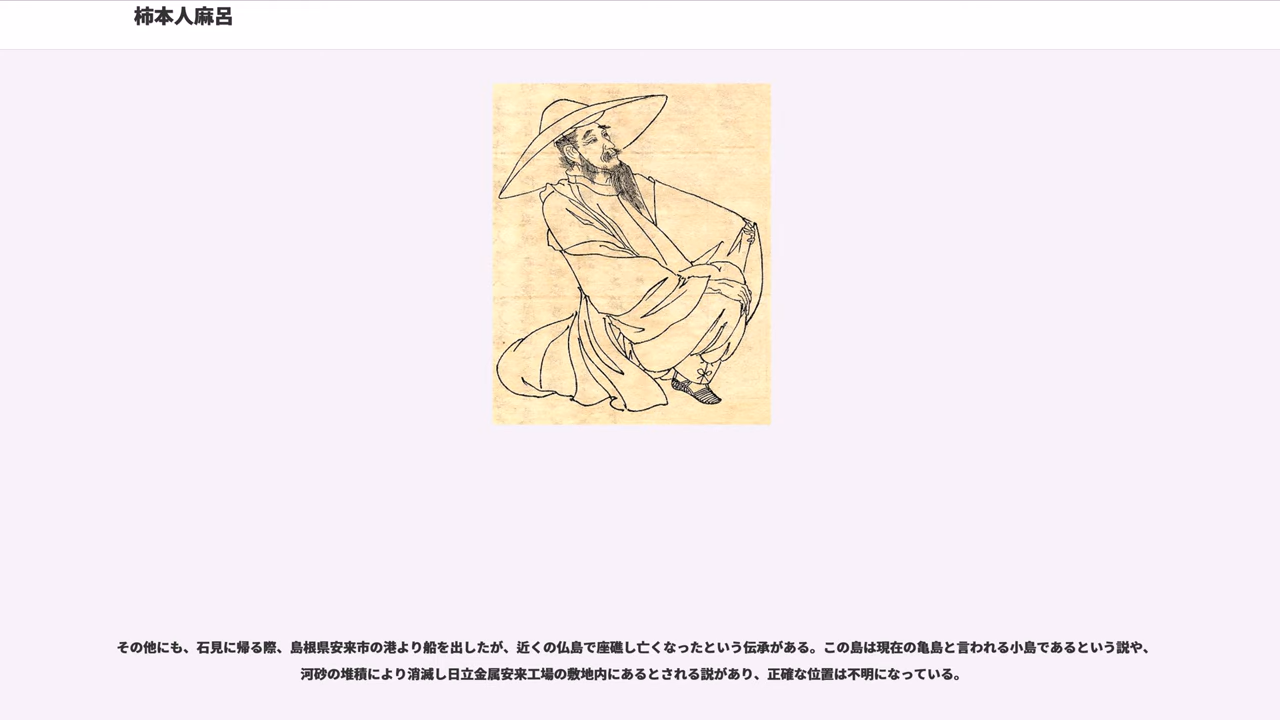 柿本人麻呂
その他にも、石見に帰る際、島根県安来市の港より船を出したが、近くの仏島で座礁し亡くなったという伝承がある。この島は現在の亀島と言われる小島であるという説や、
河砂の堆積により消滅し日立金属安来工場の敷地内にあるとされる説があり、正確な位置は不明になっている。